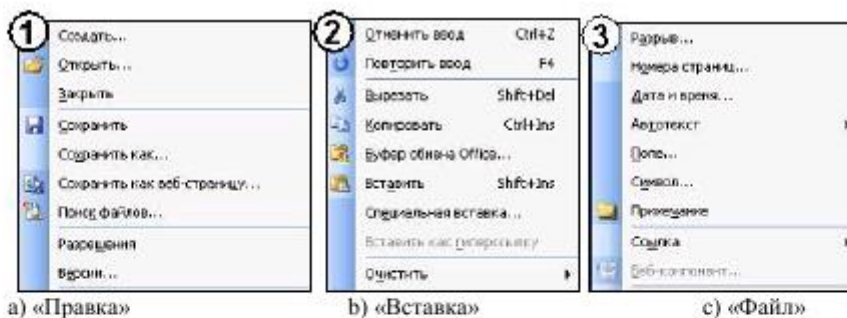 1
Создать...
Открыть...
Закрыть
Сохранить
Сохранить как...
Сохранить как веб-страницу...
Поиск файлов...
Разрешения
Версии...
2
Отменить ввод Ctrl+Z
Повторить ввод F4
Вырезать Shift+Del
Копировать Ctrl+Ins
Буфер обмена Office...
Вставить Shift+Ins
Специальная вставка...
Вставить как гиперссылку
Очистить
3
Разрыв...
Номера страниц...
Дата и время...
Автотекст
Поле...
Символ...
Примечание
Ссылка
Веб-компонент...
a) «Правка» b) «Вставка» c) «Файл»